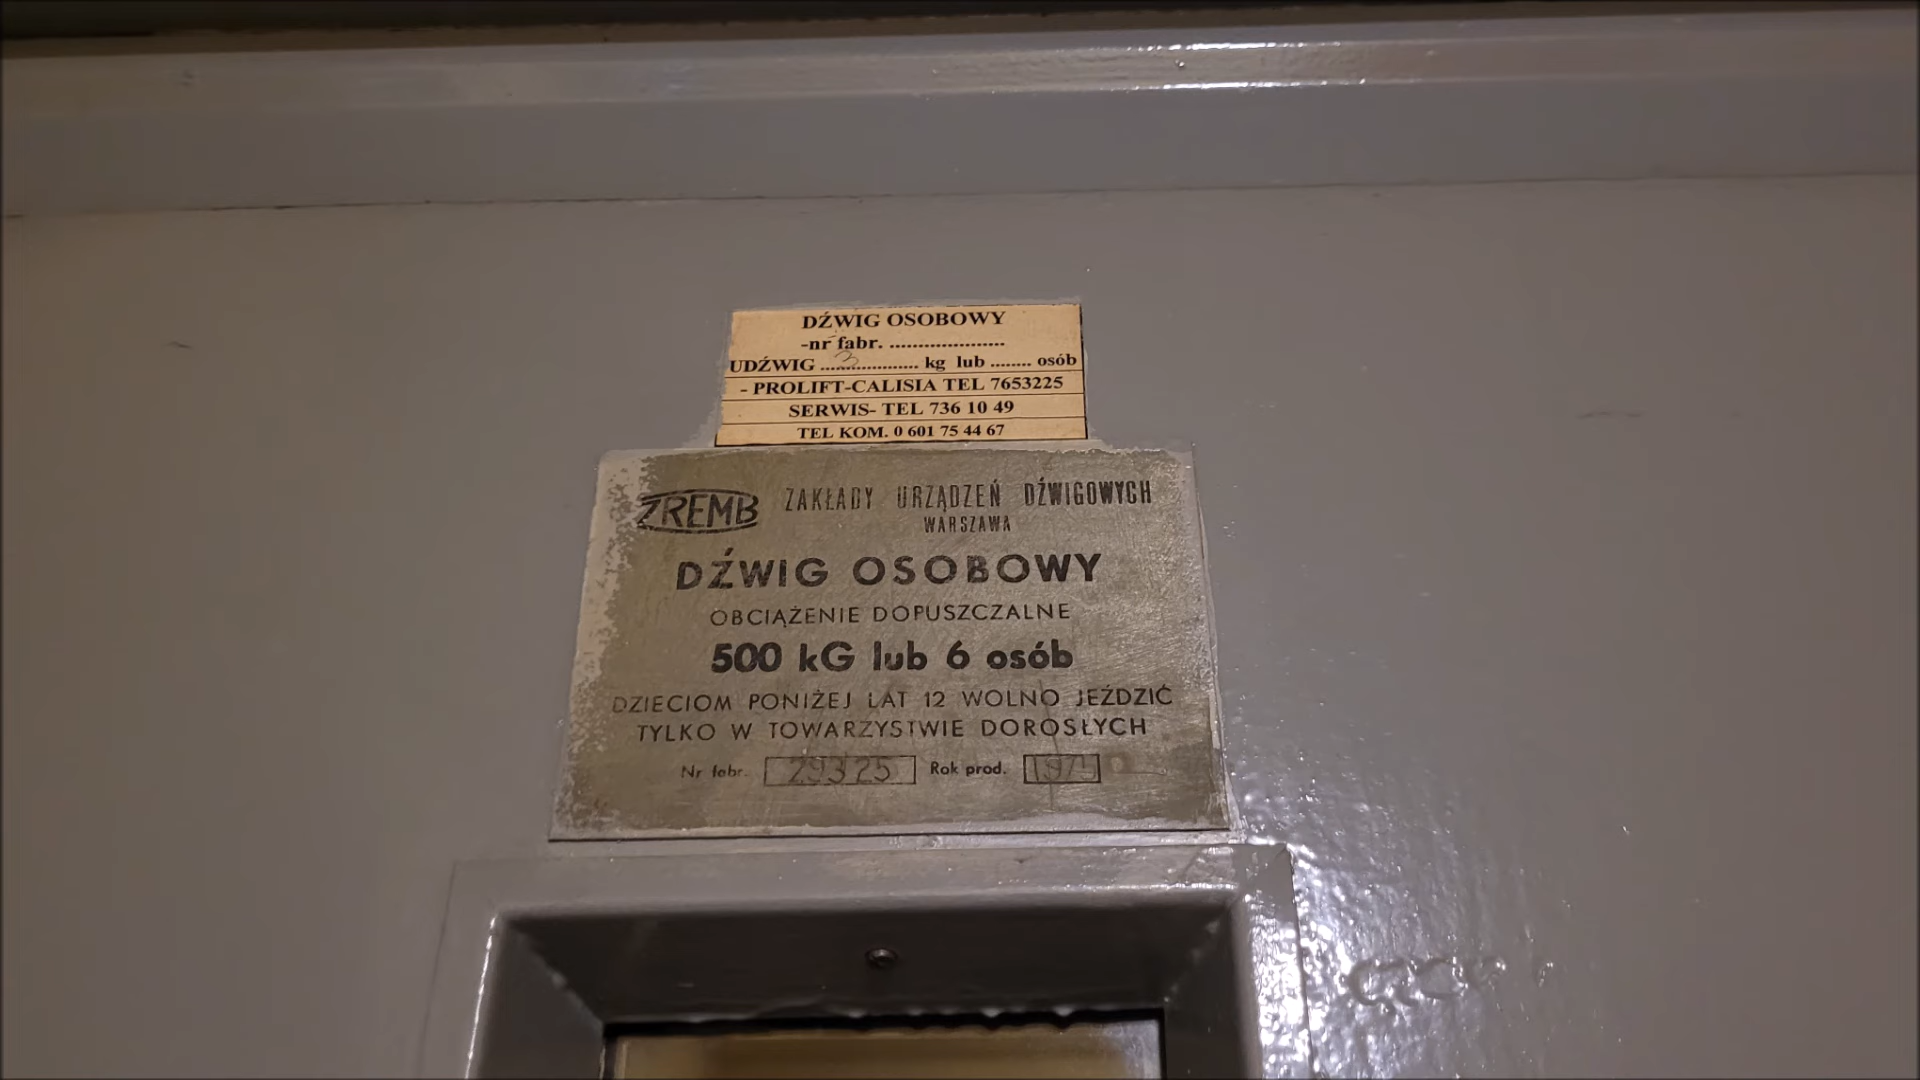 DŹWIG OSOBOWY
-nr fabr. ....................
UDŹWIG ................... kg lub ........ osób
- PROLIFT-CALISIA TEL 7653225
SERWIS- TEL 736 10 49
TEL KOM. 0 601 75 44 67
ZREMB ZAKŁADY URZĄDZEŃ DŹWIGOWYCH
WARSZAWA
DŹWIG OSOBOWY
OBCIĄŻENIE DOPUSZCZALNE
500 kG lub 6 osób
DZIECIOM PONIŻEJ LAT 12 WOLNO JEŹDZIĆ
TYLKO W TOWARZYSTWIE DOROSŁYCH
Nr fabr. 29325 Rok prod.